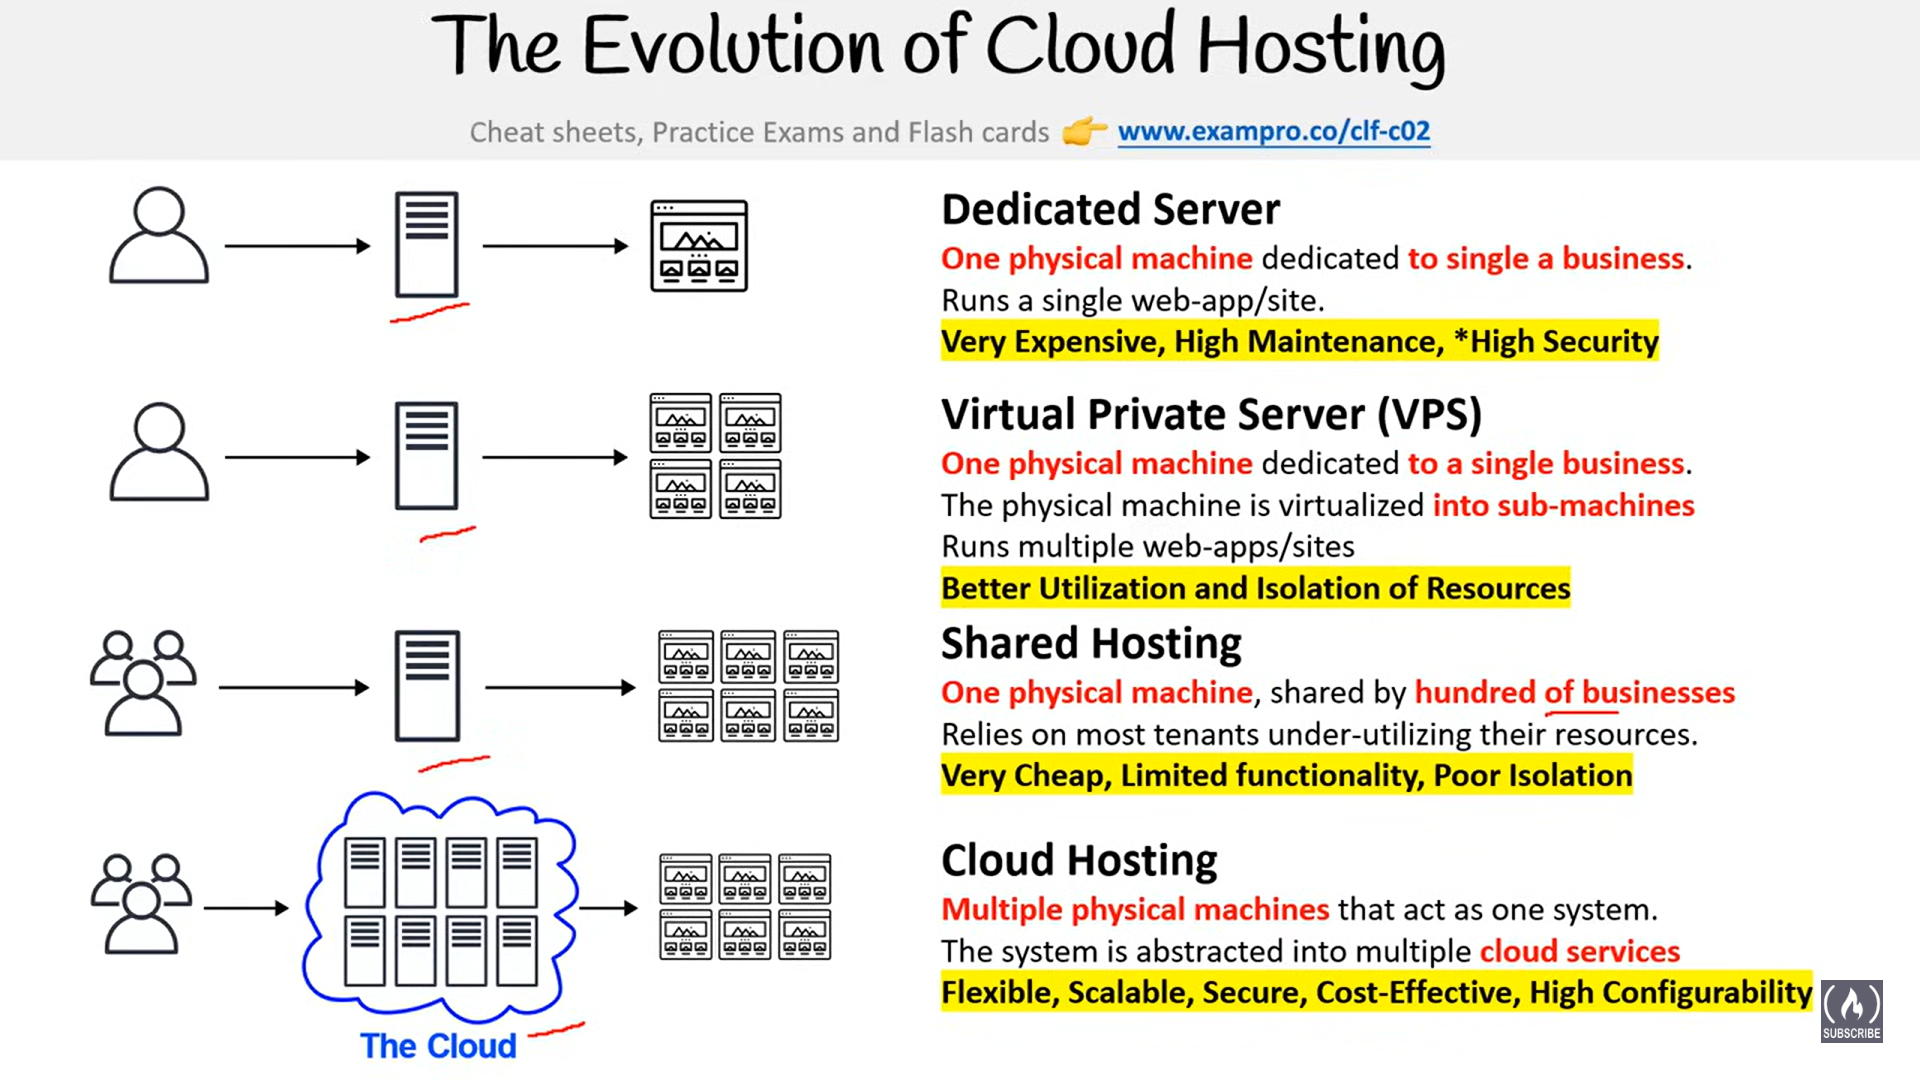 The Evolution of Cloud Hosting
Cheat sheets, Practice Exams and Flash cards 👉 www.exampro.co/clf-c02
Dedicated Server
One physical machine dedicated to single a business.
Runs a single web-app/site.
Very Expensive, High Maintenance, *High Security
Virtual Private Server (VPS)
One physical machine dedicated to a single business.
The physical machine is virtualized into sub-machines
Runs multiple web-apps/sites
Better Utilization and Isolation of Resources
Shared Hosting
One physical machine, shared by hundred of businesses
Relies on most tenants under-utilizing their resources.
Very Cheap, Limited functionality, Poor Isolation
Cloud Hosting
Multiple physical machines that act as one system.
The system is abstracted into multiple cloud services
Flexible, Scalable, Secure, Cost-Effective, High Configurability
The Cloud
SUBSCRIBE